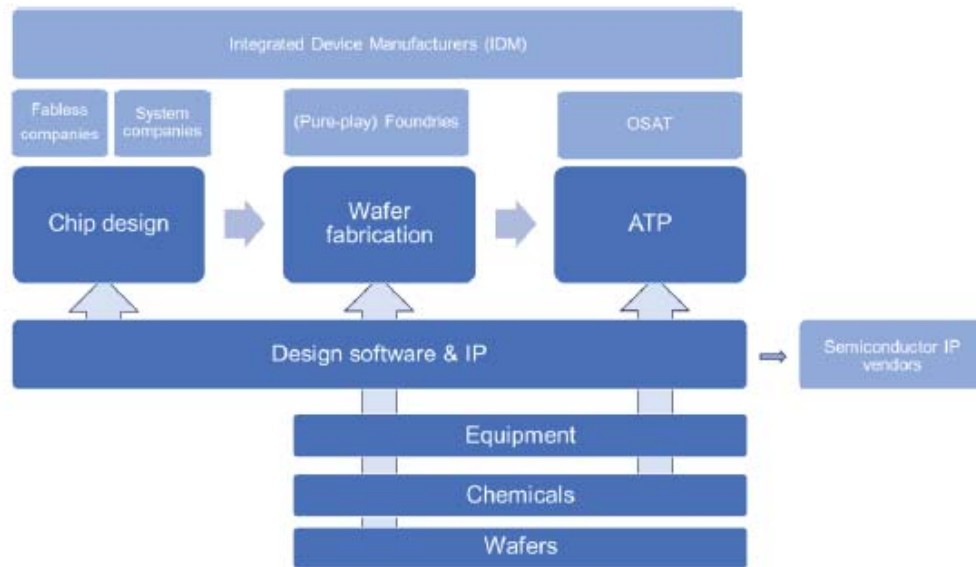 Integrated Device Manufacturers (IDM)
Fabless
companies
System
companies
(Pure-play) Foundries
OSAT
Chip design
Wafer
fabrication
ATP
Design software & IP
Semiconductor IP
vendors
Equipment
Chemicals
Wafers